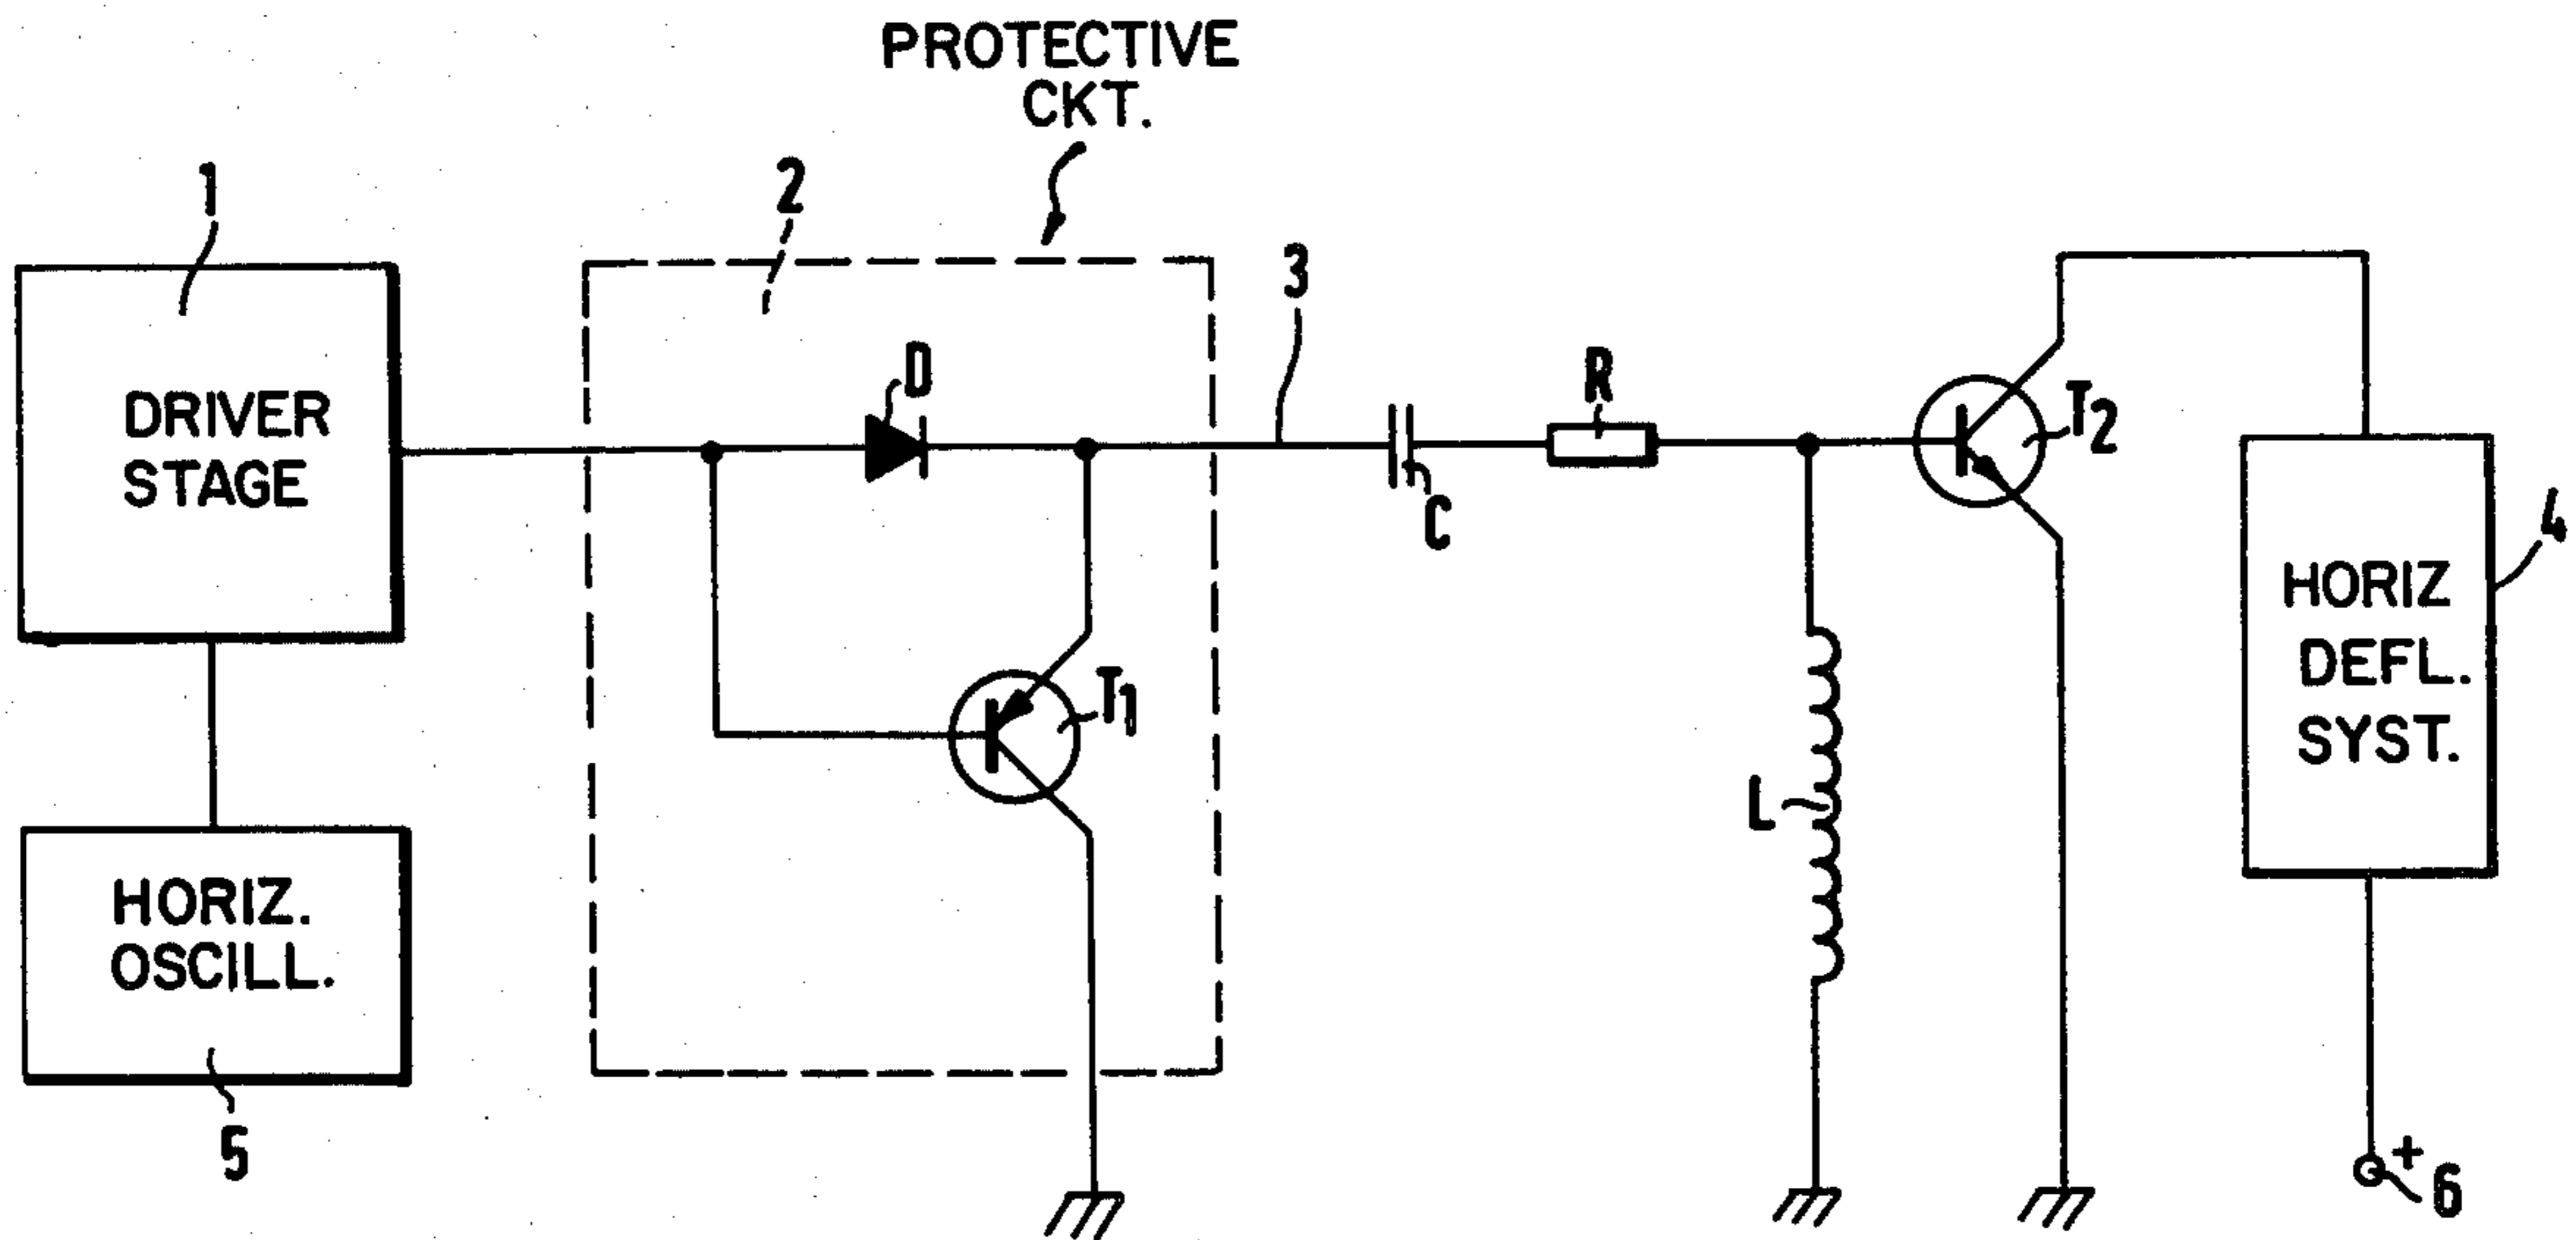 PROTECTIVE
CKT.
1
2
3
D
R
C
T2
4
DRIVER
STAGE
HORIZ
DEFL.
SYST.
T1
L
HORIZ.
OSCILL.
5
+
6